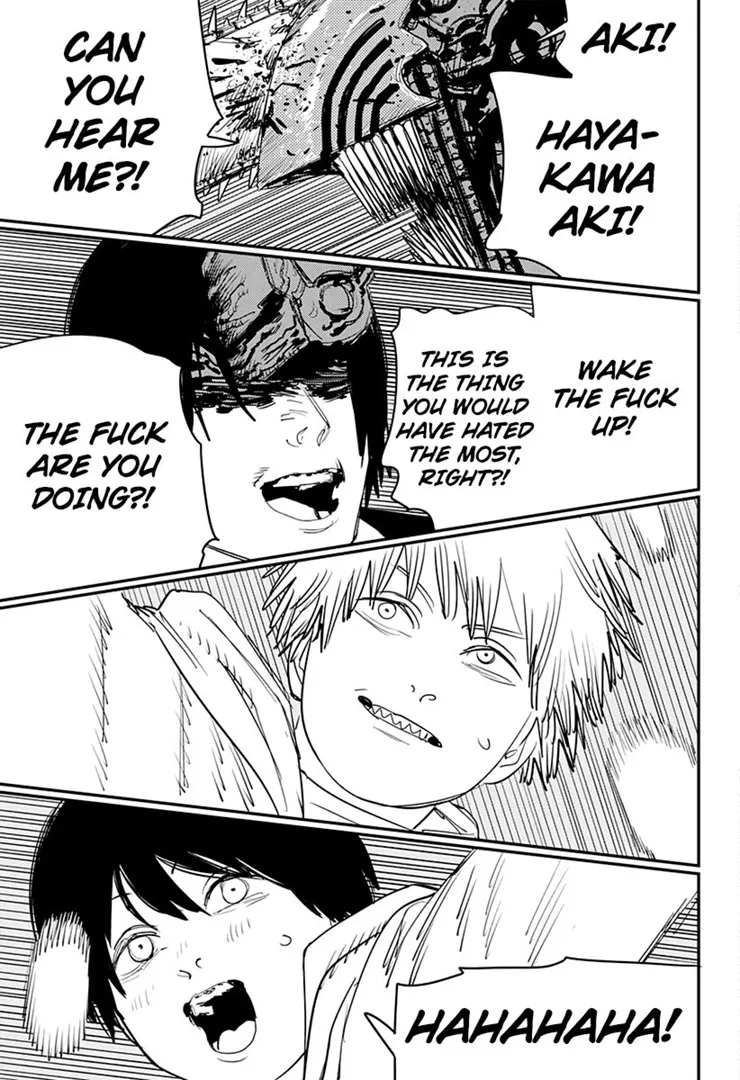 AKI!
HAYA-
KAWA
AKI!
CAN
YOU
HEAR
ME?!
WAKE
THE FUCK
UP!
THIS IS
THE THING
YOU WOULD
HAVE HATED
THE MOST,
RIGHT?!
THE FUCK
ARE YOU
DOING?!
HAHAHAHA!